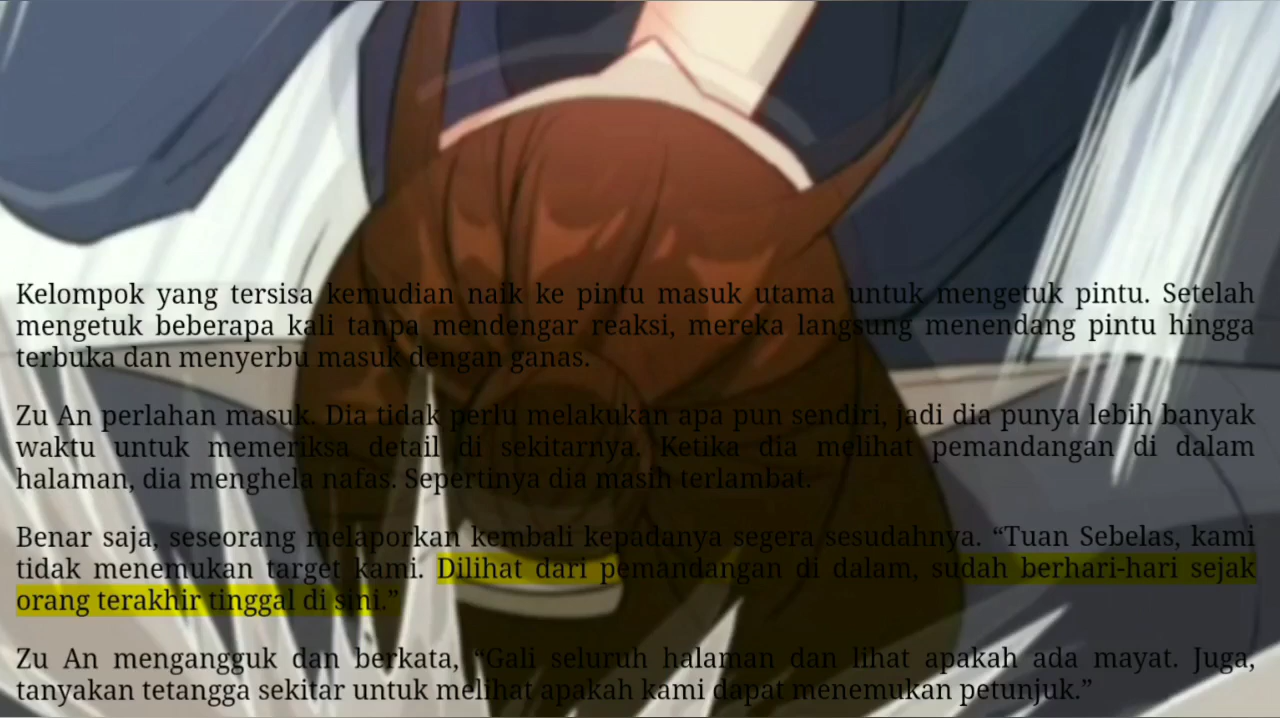 Kelompok yang tersisa kemudian naik ke pintu masuk utama untuk mengetuk pintu. Setelah
mengetuk beberapa kali tanpa mendengar reaksi, mereka langsung menendang pintu hingga
terbuka dan menyerbu masuk dengan ganas.
Zu An perlahan masuk. Dia tidak perlu melakukan apa pun sendiri, jadi dia punya lebih banyak
waktu untuk memeriksa detail di sekitarnya. Ketika dia melihat pemandangan di dalam
halaman, dia menghela nafas. Sepertinya dia masih terlambat.
Benar saja, seseorang melaporkan kembali kepadanya segera sesudahnya. “Tuan Sebelas, kami
tidak menemukan target kami. Dilihat dari pemandangan di dalam, sudah berhari-hari sejak
orang terakhir tinggal di sini.”
Zu An mengangguk dan berkata, “Gali seluruh halaman dan lihat apakah ada mayat. Juga,
tanyakan tetangga sekitar untuk melihat apakah kami dapat menemukan petunjuk.”